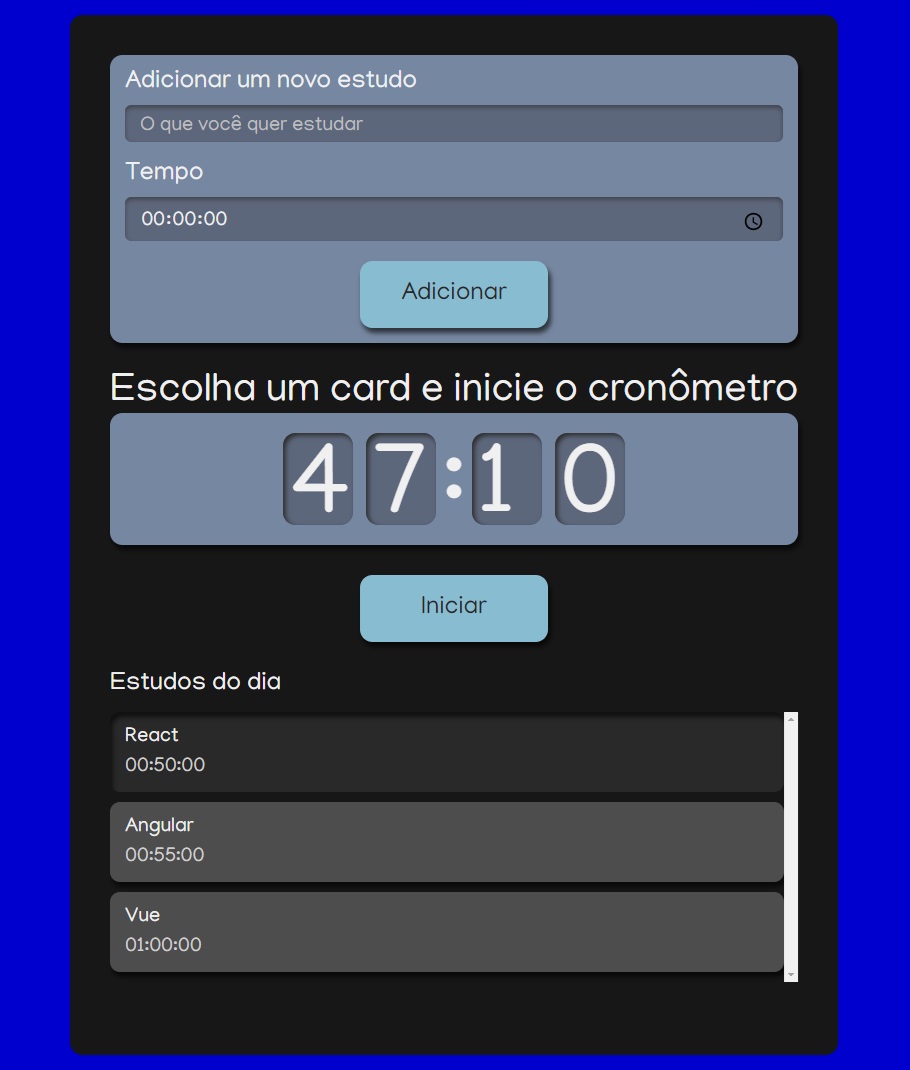 Adicionar um novo estudo
O que você quer estudar
Tempo
00:00:00
Adicionar
Escolha um card e inicie o cronômetro
47:10
Iniciar
Estudos do dia
React
00:50:00
Angular
00:55:00
Vue
01:00:00